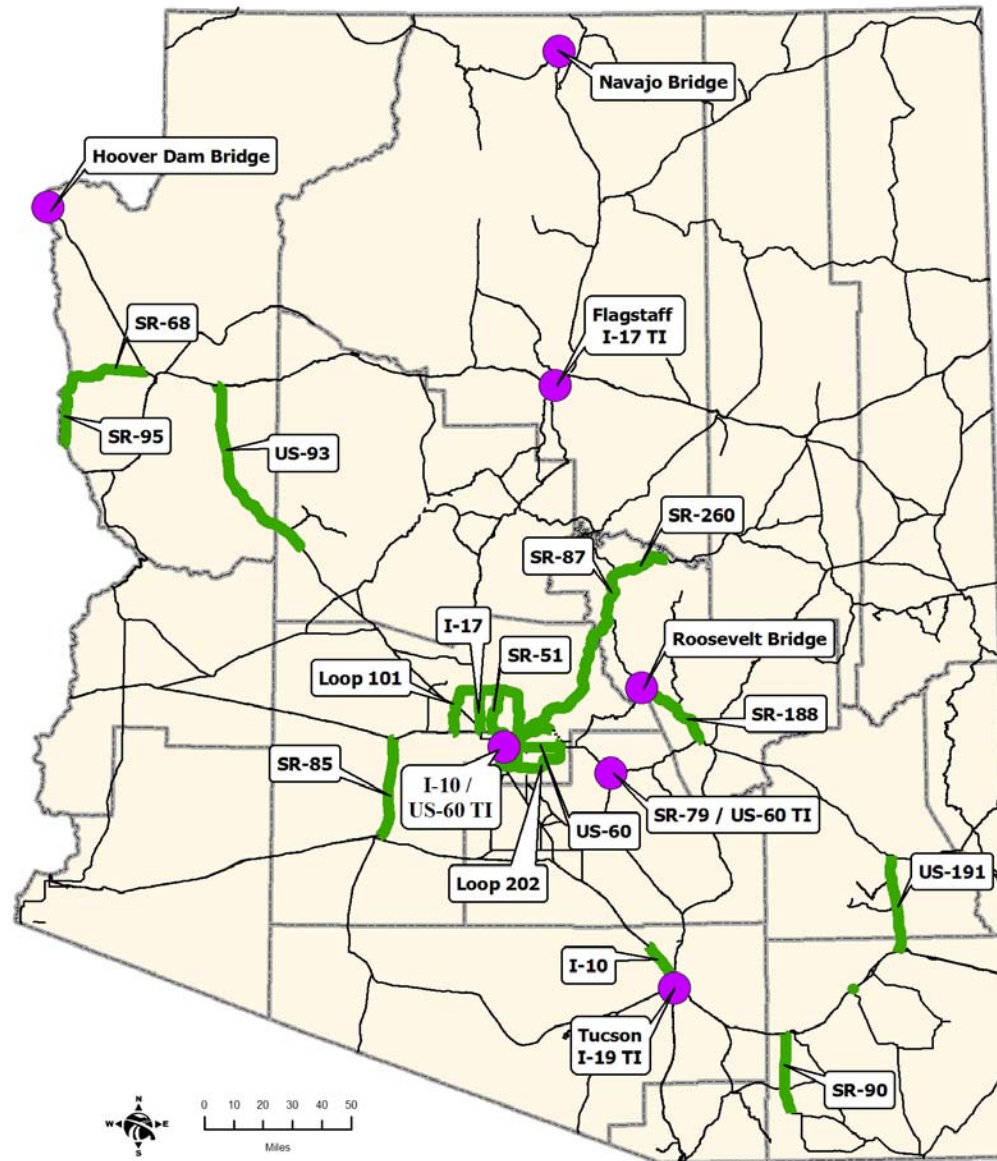 Navajo Bridge
Hoover Dam Bridge
SR-68
Flagstaff
I-17 TI
SR-95
US-93
SR-260
SR-87
I-17
SR-51
Roosevelt Bridge
Loop 101
SR-188
SR-85
I-10 /
US-60 TI
SR-79 / US-60 TI
US-60
Loop 202
US-191
I-10
Tucson
I-19 TI
SR-90
N
W
E
S
0 10 20 30 40 50
Miles